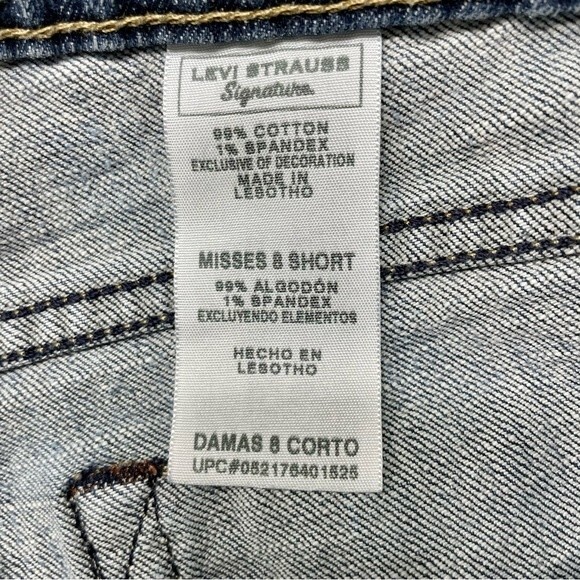 LEVI STRAUSS
Signature
99% COTTON
1% SPANDEX
EXCLUSIVE OF DECORATION
MADE IN
LESOTHO
MISSES 8 SHORT
99% ALGODÓN
1% SPANDEX
EXCLUYENDO ELEMENTOS
HECHO EN
LESOTHO
DAMAS 8 CORTO
UPC#052176401525